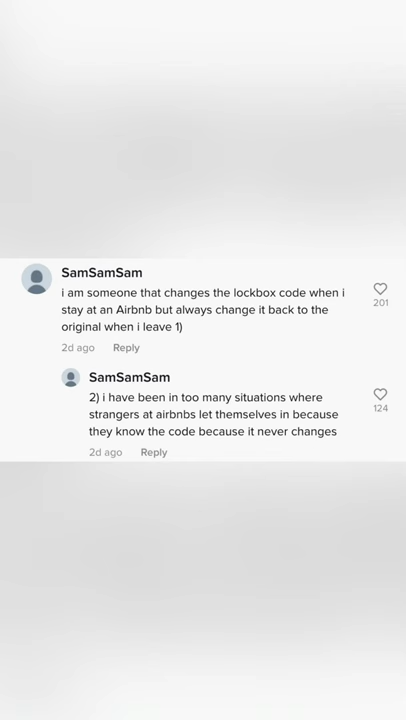 SamSamSam
i am someone that changes the lockbox code when i
stay at an Airbnb but always change it back to the
original when i leave 1)
201
2d ago Reply
SamSamSam
2) i have been in too many situations where
strangers at airbnbs let themselves in because
they know the code because it never changes
124
2d ago Reply